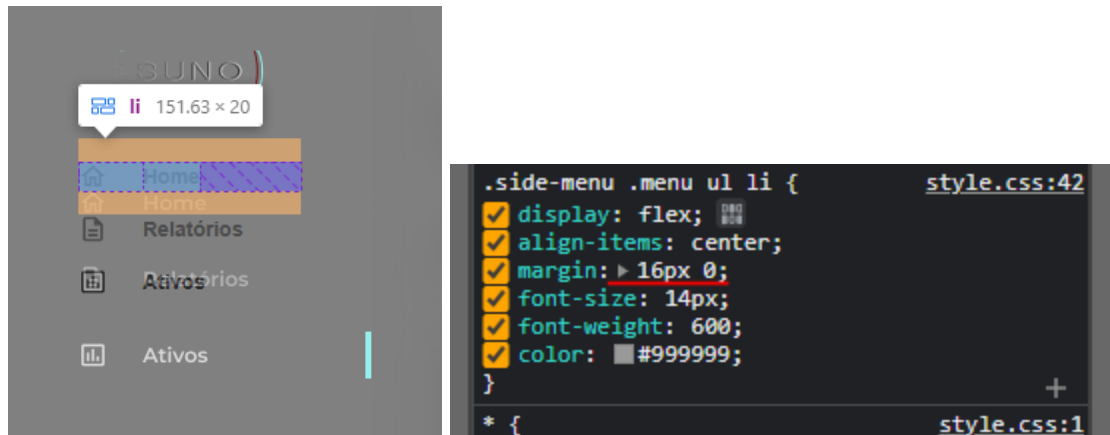 SUNO
li 151.63 × 20
Home
Home
Relatórios
Ativos
Relatórios
Ativos
.side-menu .menu ul li { style.css:42
display: flex;
align-items: center;
margin: 16px 0;
font-size: 14px;
font-weight: 600;
color: #999999;
}
* { style.css:1